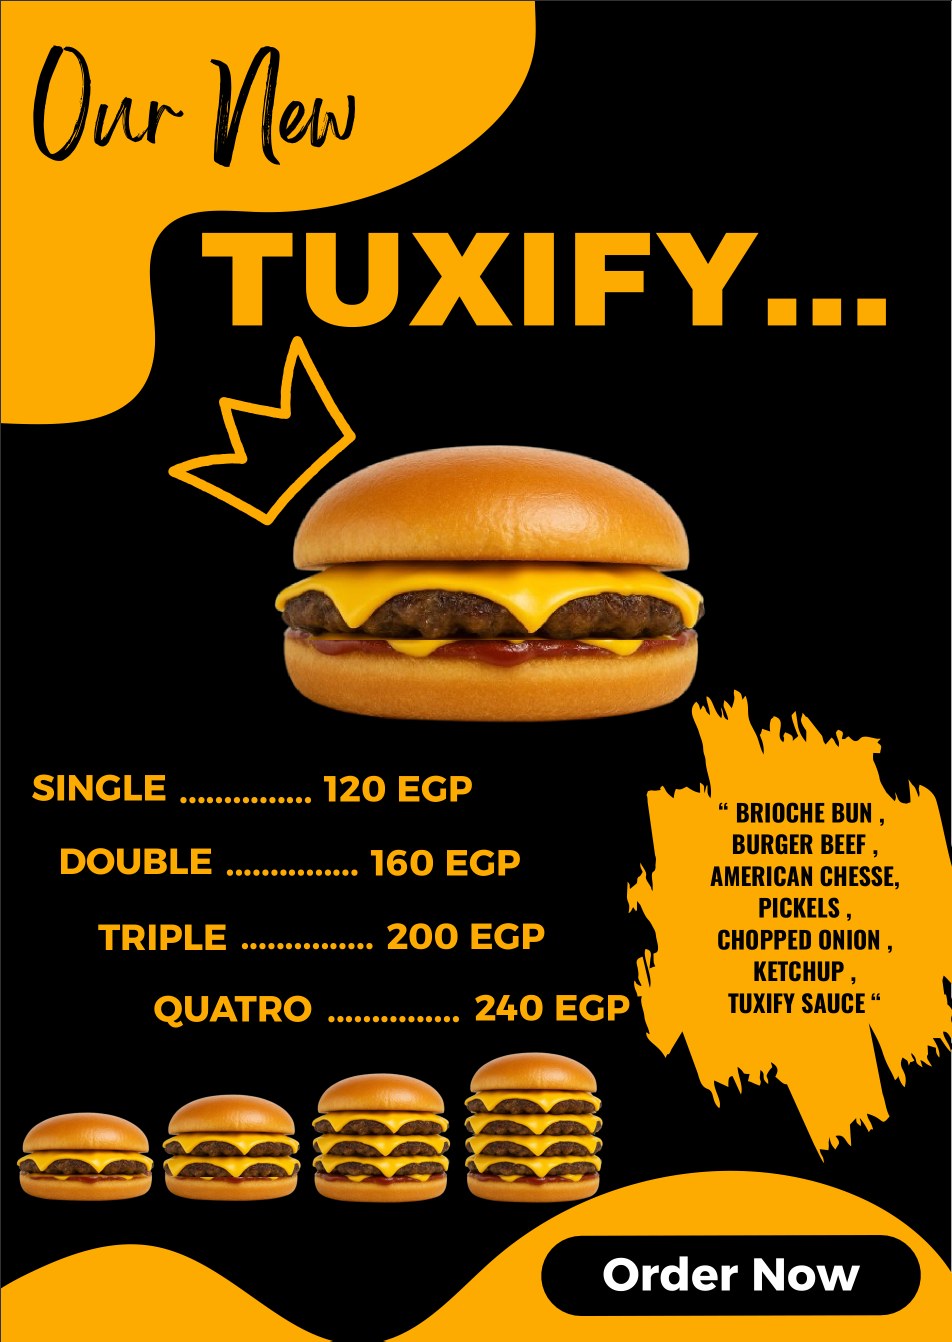 Our New
TUXIFY...
SINGLE ............... 120 EGP
DOUBLE ............... 160 EGP
TRIPLE ............... 200 EGP
QUATRO ............... 240 EGP
“ BRIOCHE BUN ,
BURGER BEEF ,
AMERICAN CHESSE,
PICKELS ,
CHOPPED ONION ,
KETCHUP ,
TUXIFY SAUCE “
Order Now